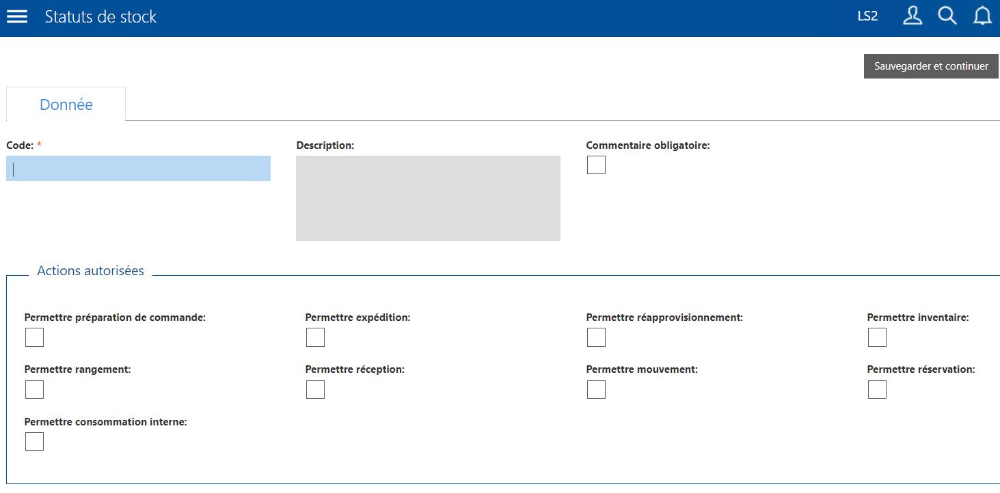 Statuts de stock LS2
Sauvegarder et continuer
Donnée
Code: * Description: Commentaire obligatoire:
Actions autorisées
Permettre préparation de commande: Permettre expédition: Permettre réapprovisionnement: Permettre inventaire:
Permettre rangement: Permettre réception: Permettre mouvement: Permettre réservation:
Permettre consommation interne: